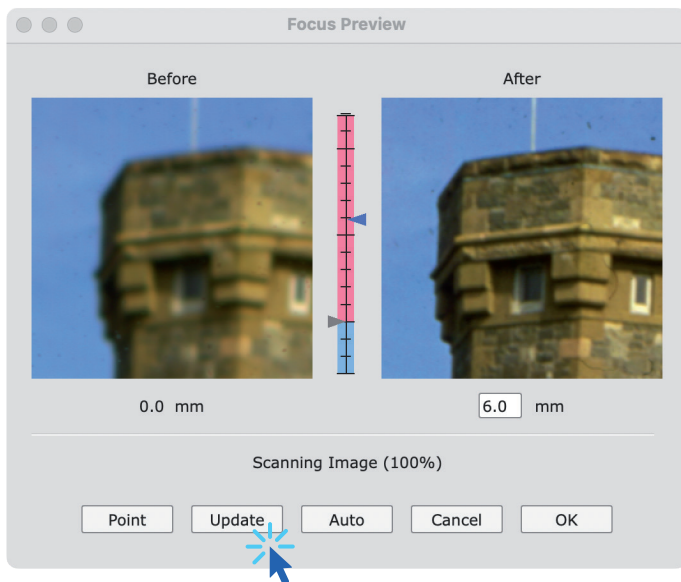 Focus Preview
Before After
0.0 mm 6.0 mm
Scanning Image (100%)
Point Update Auto Cancel OK